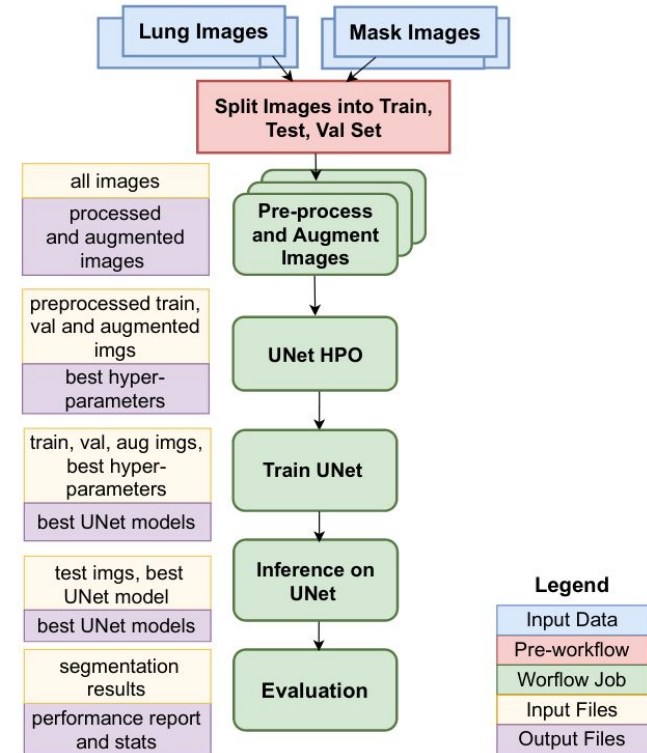 Lung Images
Mask Images
Split Images into Train,
Test, Val Set
all images
processed
and augmented
images
Pre-process
and Augment
Images
preprocessed train,
val and augmented
imgs
best hyper-
parameters
UNet HPO
train, val, aug imgs,
best hyper-
parameters
best UNet models
Train UNet
test imgs, best
UNet model
best UNet models
Inference on
UNet
segmentation
results
performance report
and stats
Evaluation
Legend
Input Data
Pre-workflow
Worflow Job
Input Files
Output Files